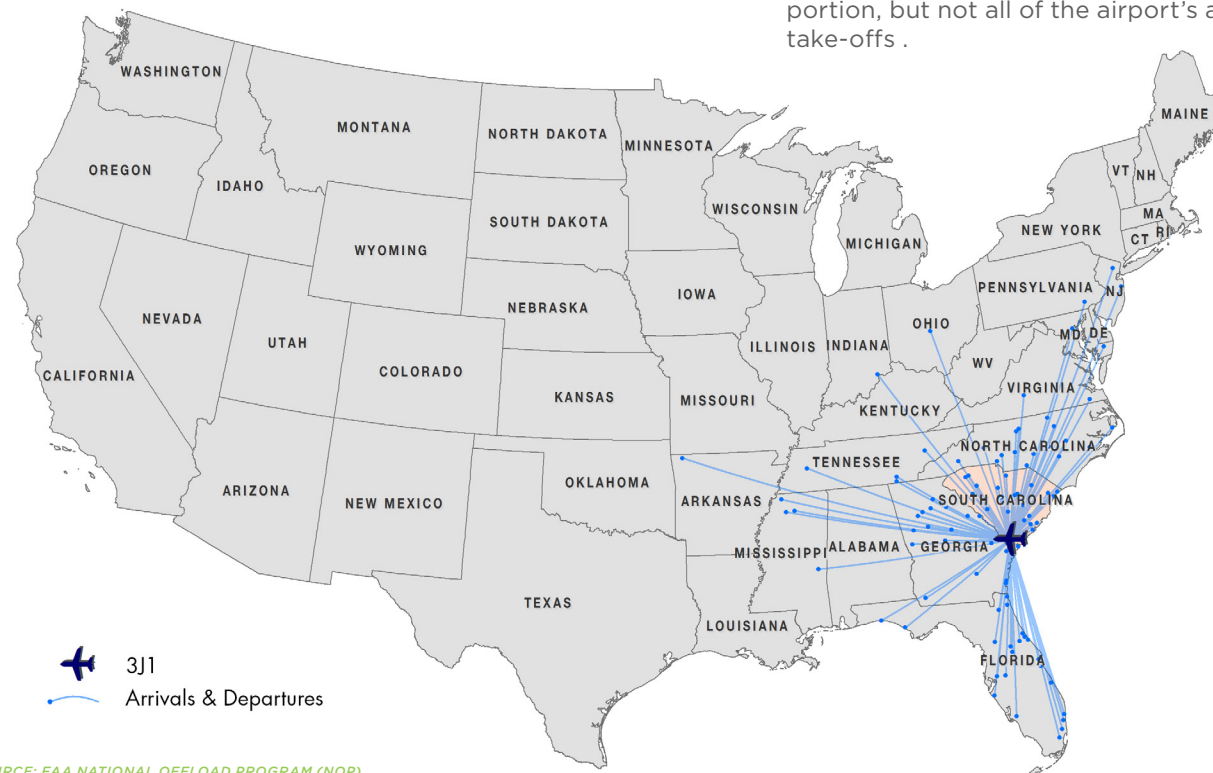 portion, but not all of the airport's a
take-offs .
WASHINGTON
MONTANA
NORTH DAKOTA
MINNESOTA
MAINE
OREGON
IDAHO
VT
NH
WISCONSIN
SOUTH DAKOTA
MA
NEW YORK
CT
RI
WYOMING
MICHIGAN
PENNSYLVANIA
NJ
IOWA
NEBRASKA
NEVADA
OHIO
MD
DE
UTAH
ILLINOIS
INDIANA
WV
COLORADO
CALIFORNIA
VIRGINIA
KANSAS
MISSOURI
KENTUCKY
NORTH CAROLINA
TENNESSEE
OKLAHOMA
ARIZONA
NEW MEXICO
ARKANSAS
SOUTH CAROLINA
MISSISSIPPI
ALABAMA
GEORGIA
TEXAS
LOUISIANA
FLORIDA
3J1
Arrivals & Departures
RCE: FAA NATIONAL OFFLOAD PROGRAM (NOP)